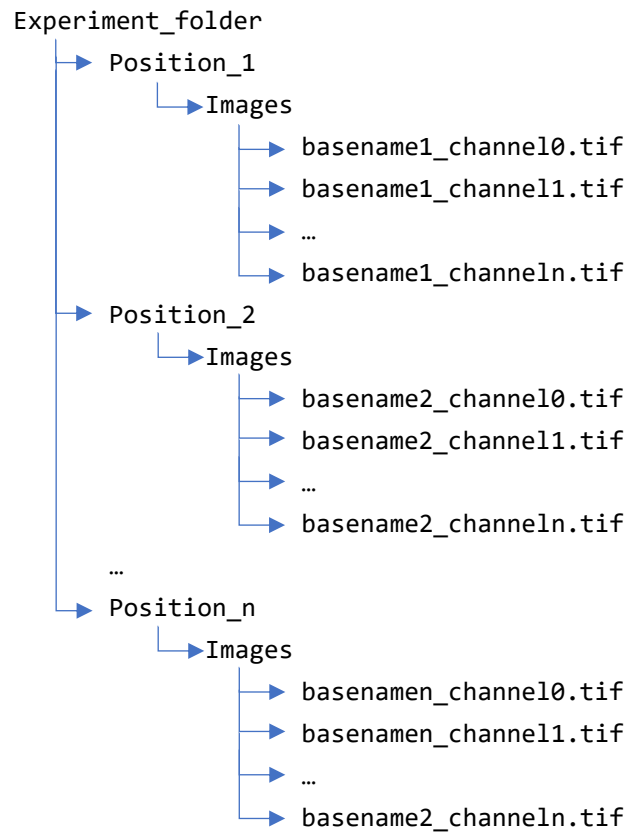 Experiment_folder
Position_1
Images
basename1_channel0.tif
basename1_channel1.tif
…
basename1_channeln.tif
Position_2
Images
basename2_channel0.tif
basename2_channel1.tif
…
basename2_channeln.tif
…
Position_n
Images
basenamen_channel0.tif
basenamen_channel1.tif
…
basename2_channeln.tif